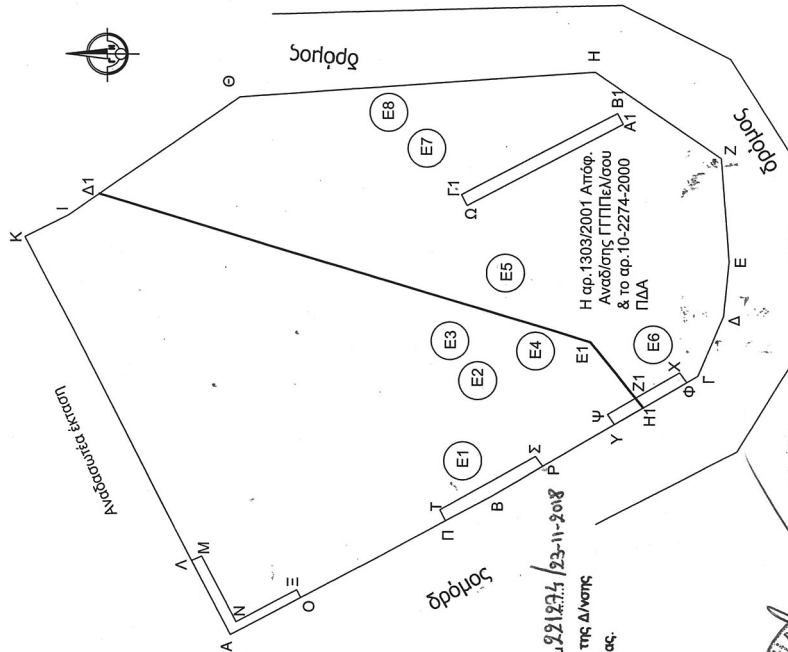 Κ
Ι
Δ1
Θ
δρόμος
Η
Αναδασωτέα έκταση
Ε8
Ε7
Γ1
Ω
Β1
Α1
Ε5
Η αρ.1303/2001 Απόφ.
Αναδ/σης ΓΓΠΠελ/σου
& το αρ.10-2274-2000
ΠΔΑ
Ζ
δρόμος
Ε
Δ
Ε3
Ε2
Ε4
Ε1
Ε6
Λ
Μ
Ν
Α
Ξ
Ο
Ε1
Τ
Π
Β
Σ
Ρ
Ψ
Υ
Ζ1
Η1
Χ
Φ
Γ
δρόμος
221274/23-11-2018
της Δ/νσης
ας.